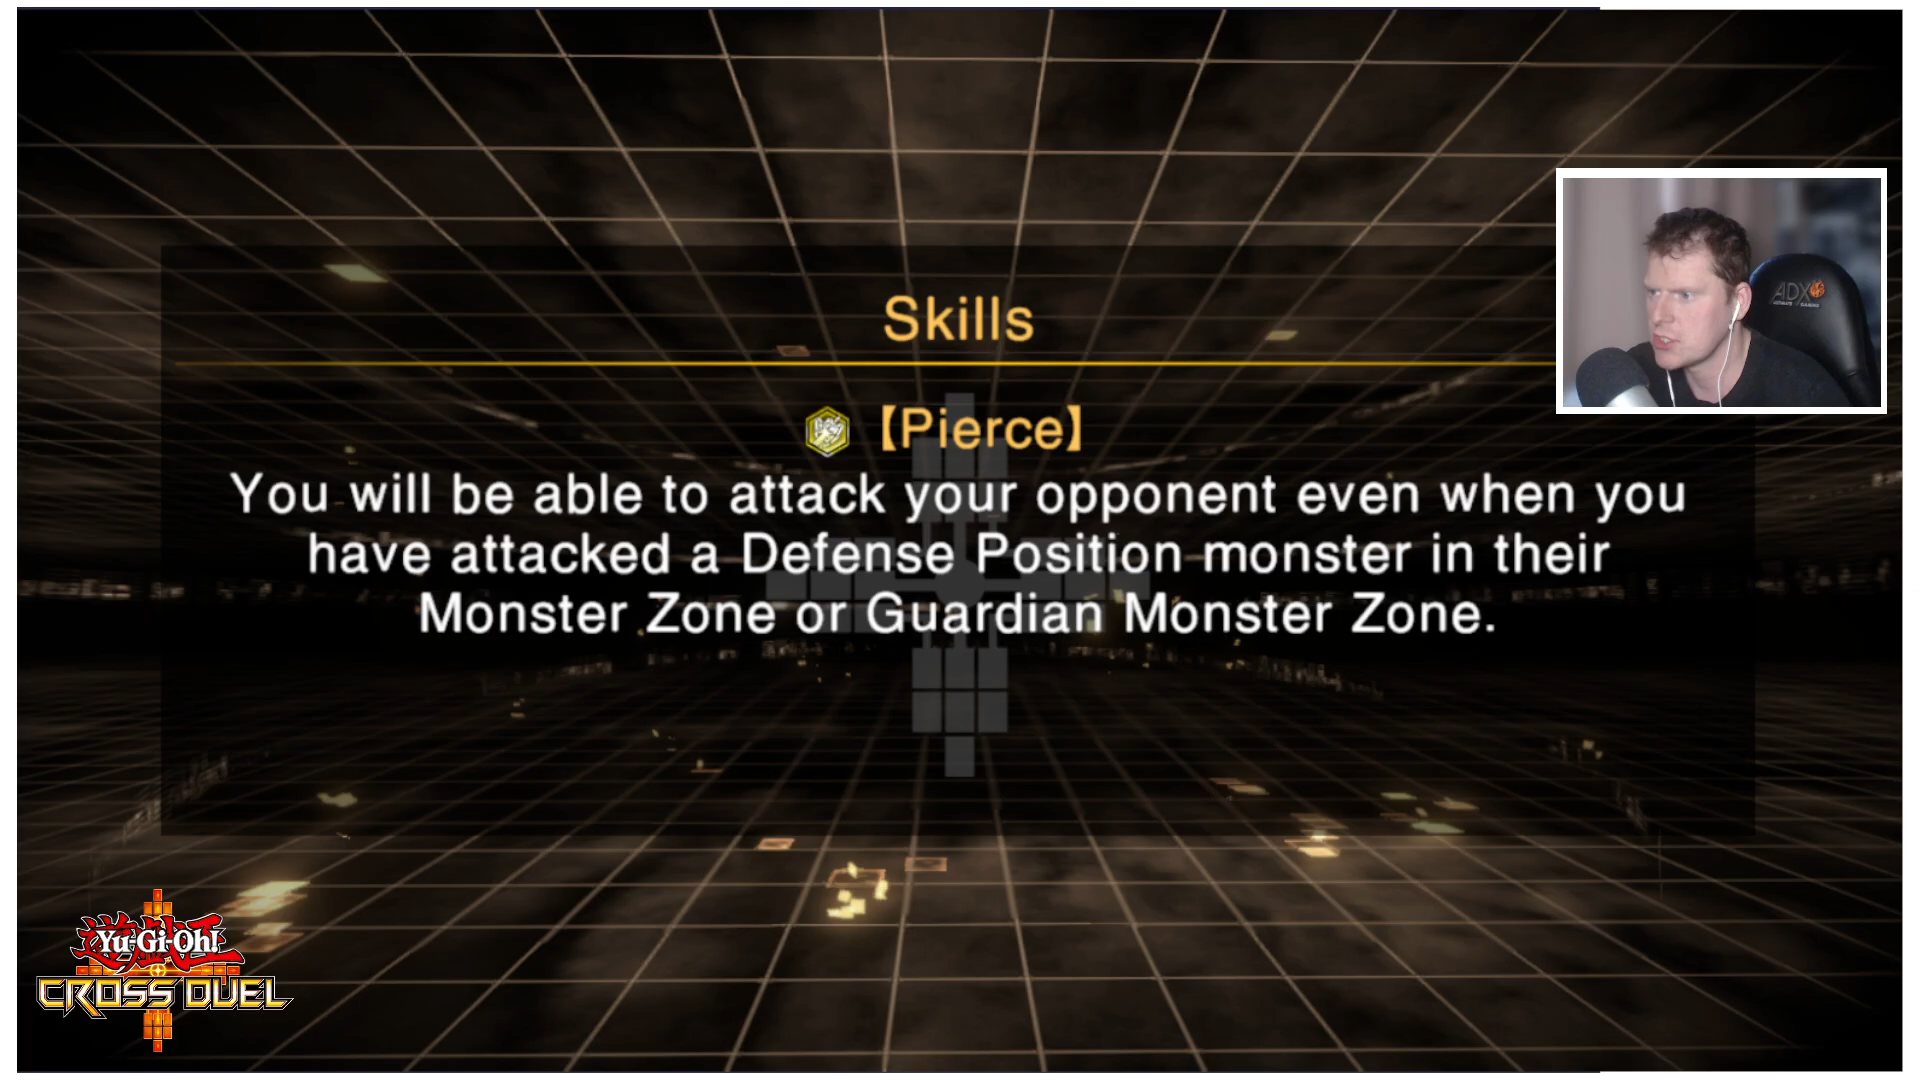 Skills
【Pierce】
You will be able to attack your opponent even when you
have attacked a Defense Position monster in their
Monster Zone or Guardian Monster Zone.
ADX
Yu-Gi-Oh!
CROSS DUEL